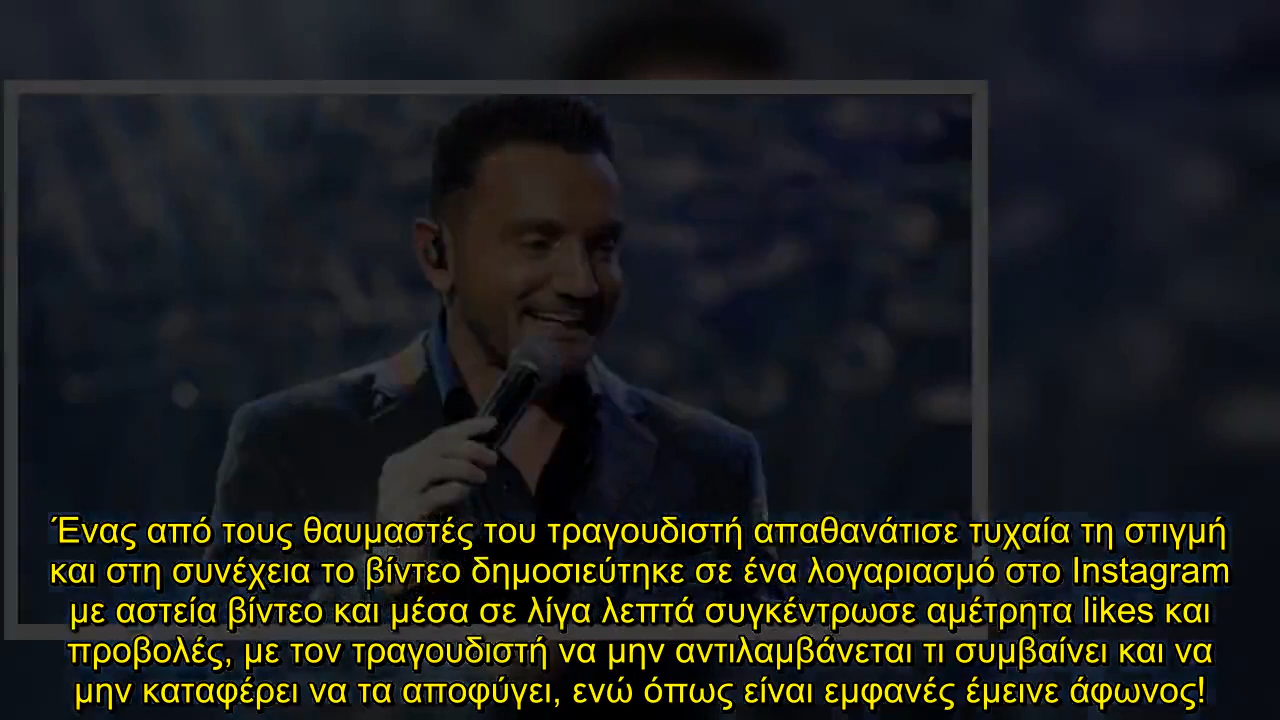 Ένας από τους θαυμαστές του τραγουδιστή απαθανάτισε τυχαία τη στιγμή
και στη συνέχεια το βίντεο δημοσιεύτηκε σε ένα λογαριασμό στο Instagram
με αστεία βίντεο και μέσα σε λίγα λεπτά συγκέντρωσε αμέτρητα likes και
προβολές, με τον τραγουδιστή να μην αντιλαμβάνεται τι συμβαίνει και να
μην καταφέρει να τα αποφύγει, ενώ όπως είναι εμφανές έμεινε άφωνος!